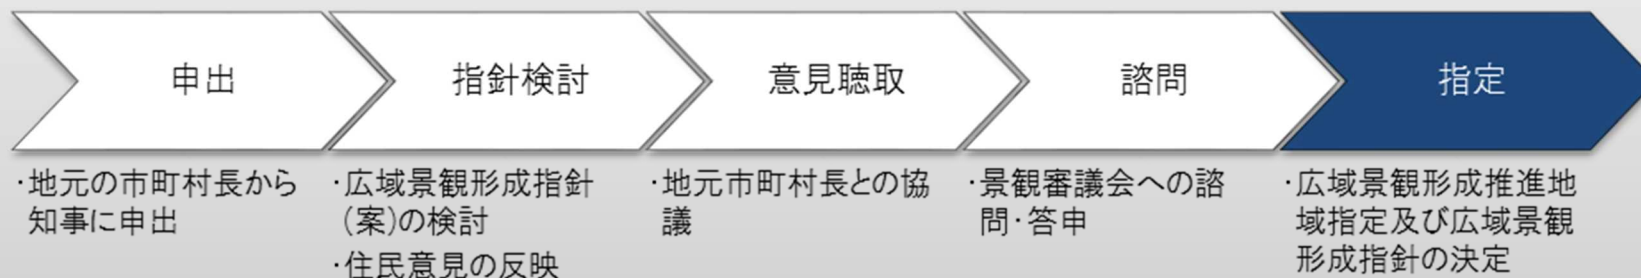 申出
指針検討
意見聴取
諮問
指定
・地元の市町村長から
知事に申出
・広域景観形成指針
(案)の検討
・住民意見の反映
・地元市町村長との協
議
・景観審議会への諮
問・答申
・広域景観形成推進地
域指定及び広域景観
形成指針の決定